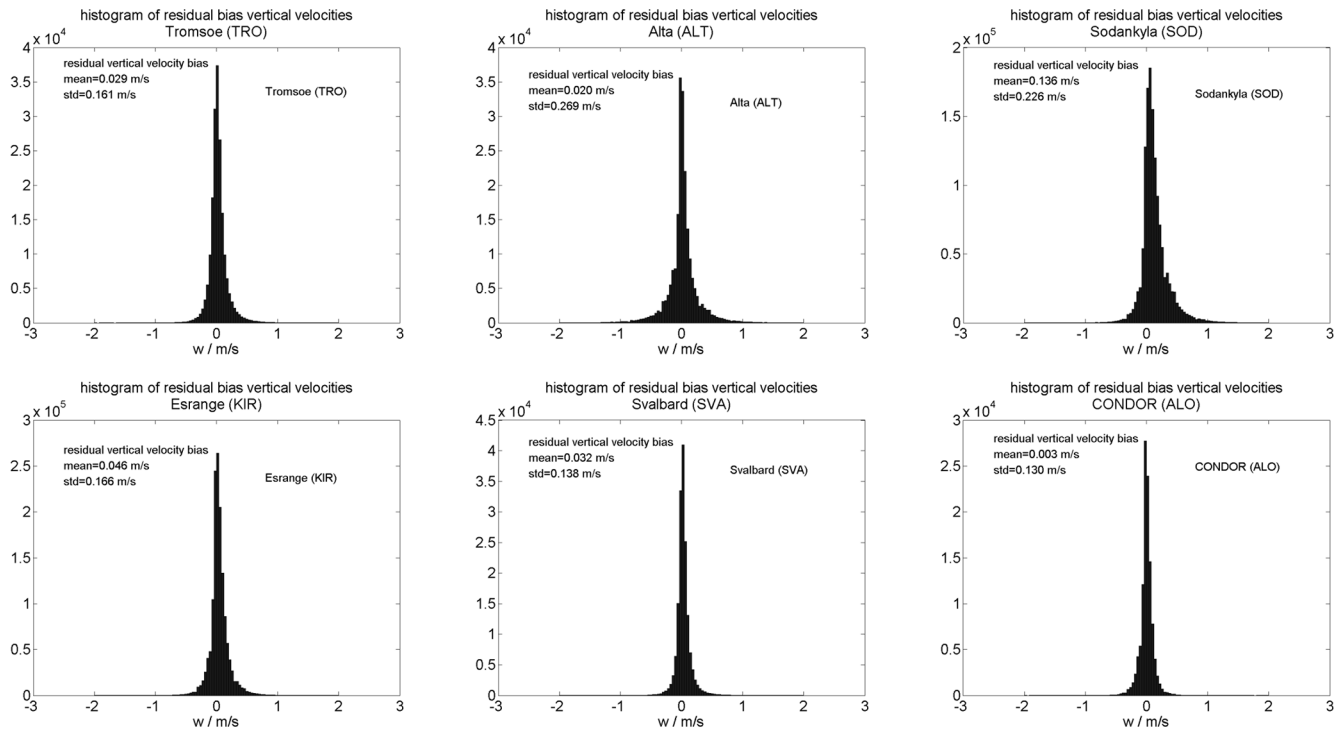 histogram of residual bias vertical velocities
Tromsoe (TRO)
4 x 10^4
residual vertical velocity bias
mean=0.029 m/s
std=0.161 m/s
Tromsoe (TRO)
3.5
3
2.5
2
1.5
1
0.5
0
-3 -2 -1 0 1 2 3
w / m/s
histogram of residual bias vertical velocities
Alta (ALT)
4 x 10^4
residual vertical velocity bias
mean=0.020 m/s
std=0.269 m/s
Alta (ALT)
3.5
3
2.5
2
1.5
1
0.5
0
-3 -2 -1 0 1 2 3
w / m/s
histogram of residual bias vertical velocities
Sodankyla (SOD)
2 x 10^5
residual vertical velocity bias
mean=0.136 m/s
std=0.226 m/s
Sodankyla (SOD)
1.5
1
0.5
0
-3 -2 -1 0 1 2 3
w / m/s
histogram of residual bias vertical velocities
Esrange (KIR)
3 x 10^5
residual vertical velocity bias
mean=0.046 m/s
std=0.166 m/s
Esrange (KIR)
2.5
2
1.5
1
0.5
0
-3 -2 -1 0 1 2 3
w / m/s
histogram of residual bias vertical velocities
Svalbard (SVA)
4.5 x 10^4
residual vertical velocity bias
mean=0.032 m/s
std=0.138 m/s
Svalbard (SVA)
4
3.5
3
2.5
2
1.5
1
0.5
0
-3 -2 -1 0 1 2 3
w / m/s
histogram of residual bias vertical velocities
CONDOR (ALO)
3 x 10^4
residual vertical velocity bias
mean=0.003 m/s
std=0.130 m/s
CONDOR (ALO)
2.5
2
1.5
1
0.5
0
-3 -2 -1 0 1 2 3
w / m/s